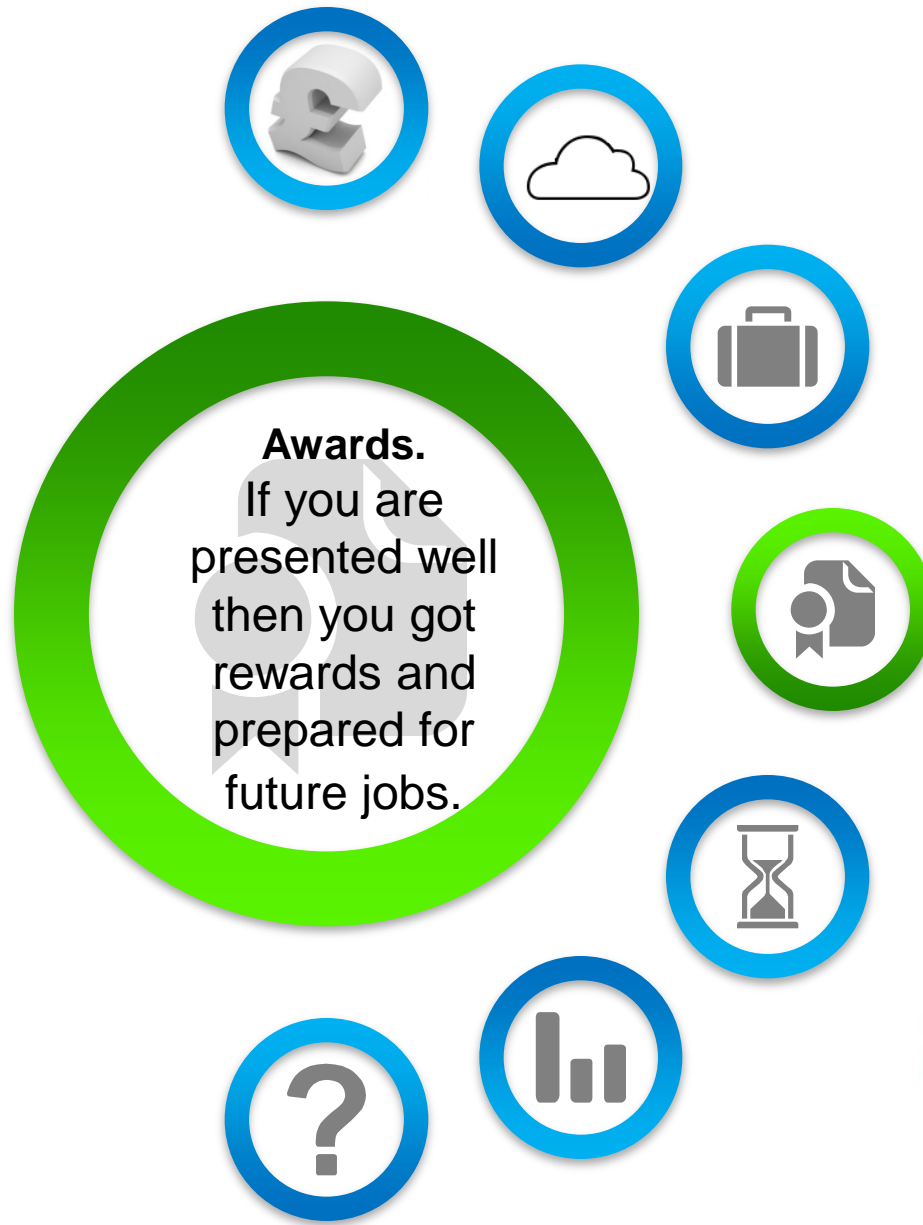 Awards.
If you are
presented well
then you got
rewards and
prepared for
future jobs.
£
?